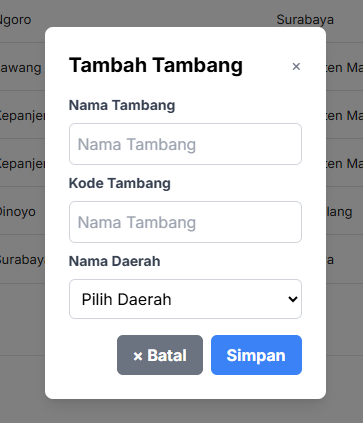 Ngoro Surabaya
Tambah Tambang ×
awang ten Ma
Nama Tambang
Kepanjen ten Ma
Nama Tambang
Kepanjen ten Ma
Kode Tambang
Dinoyo lang
Nama Tambang
Surabaya a
Nama Daerah
Pilih Daerah
× Batal Simpan